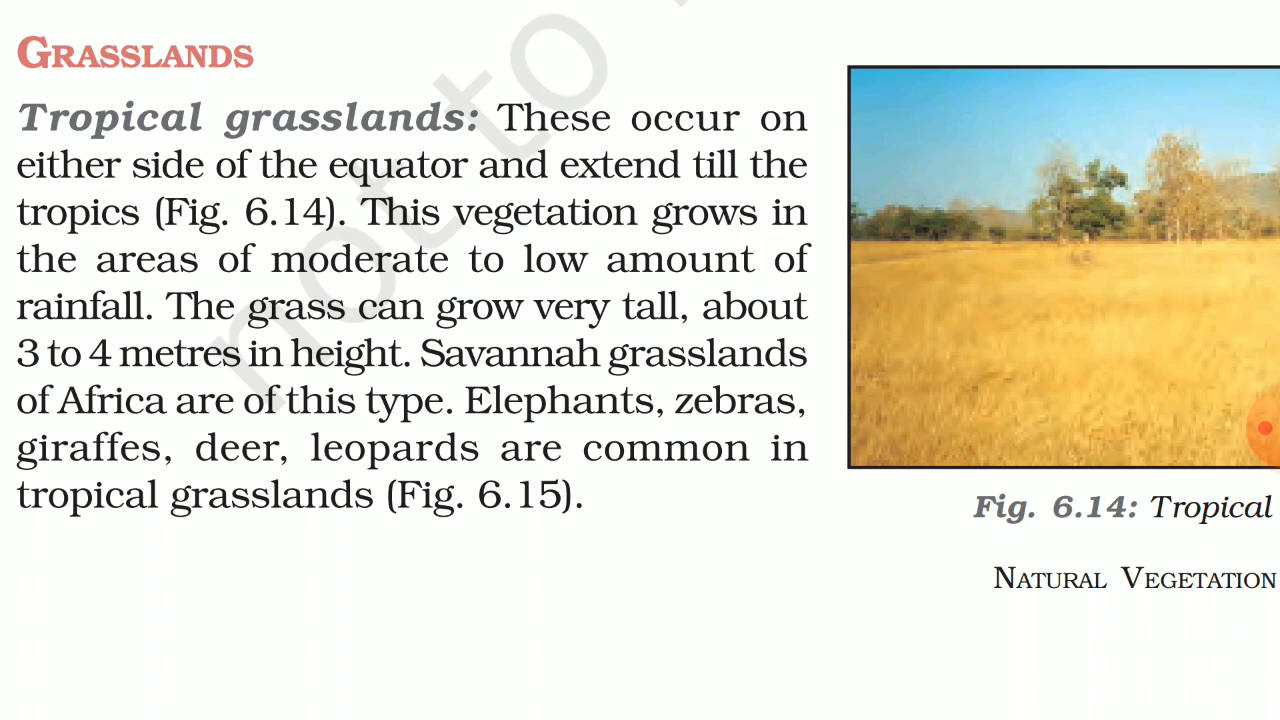 GRASSLANDS
Tropical grasslands: These occur on
either side of the equator and extend till the
tropics (Fig. 6.14). This vegetation grows in
the areas of moderate to low amount of
rainfall. The grass can grow very tall, about
3 to 4 metres in height. Savannah grasslands
of Africa are of this type. Elephants, zebras,
giraffes, deer, leopards are common in
tropical grasslands (Fig. 6.15).
not to
Fig. 6.14: Tropical
NATURAL VEGETATION